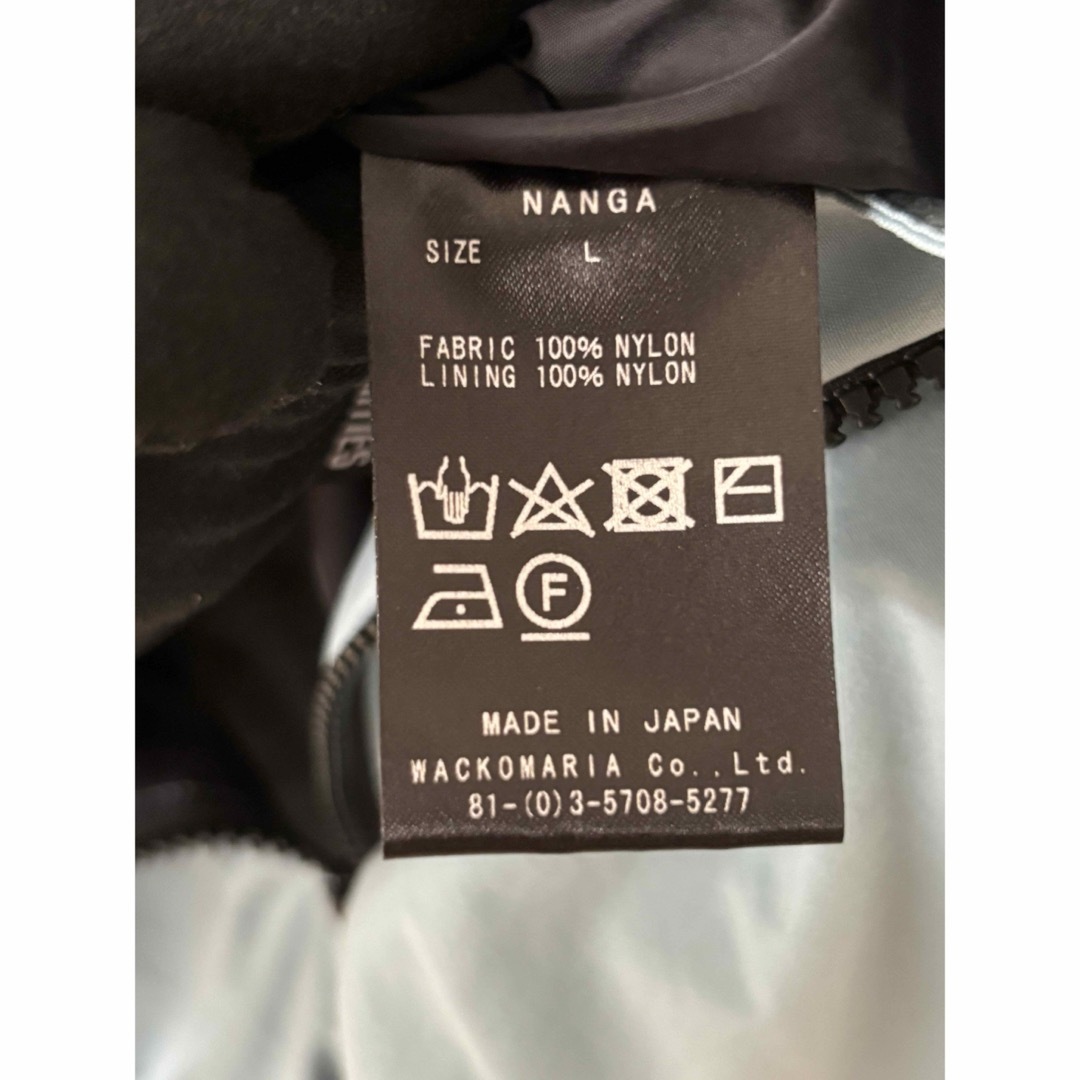 NANGA
SIZE L
FABRIC 100% NYLON
LINING 100% NYLON
F
MADE IN JAPAN
WACKOMARIA Co.,Ltd.
81-(0)3-5708-5277